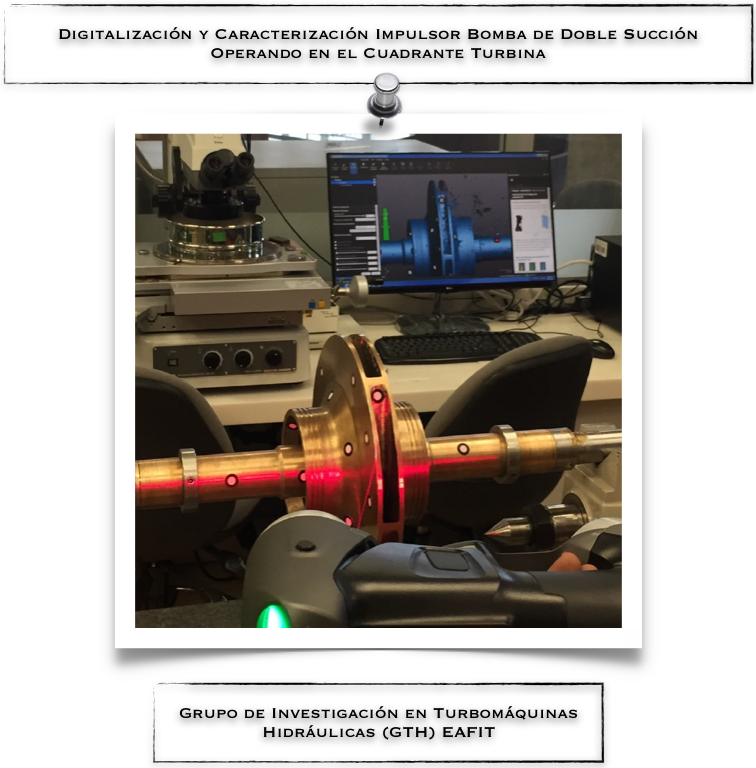 Digitalización y Caracterización Impulsor Bomba de Doble Succión
Operando en el Cuadrante Turbina
Grupo de Investigación en Turbomáquinas
Hidráulicas (GTH) EAFIT